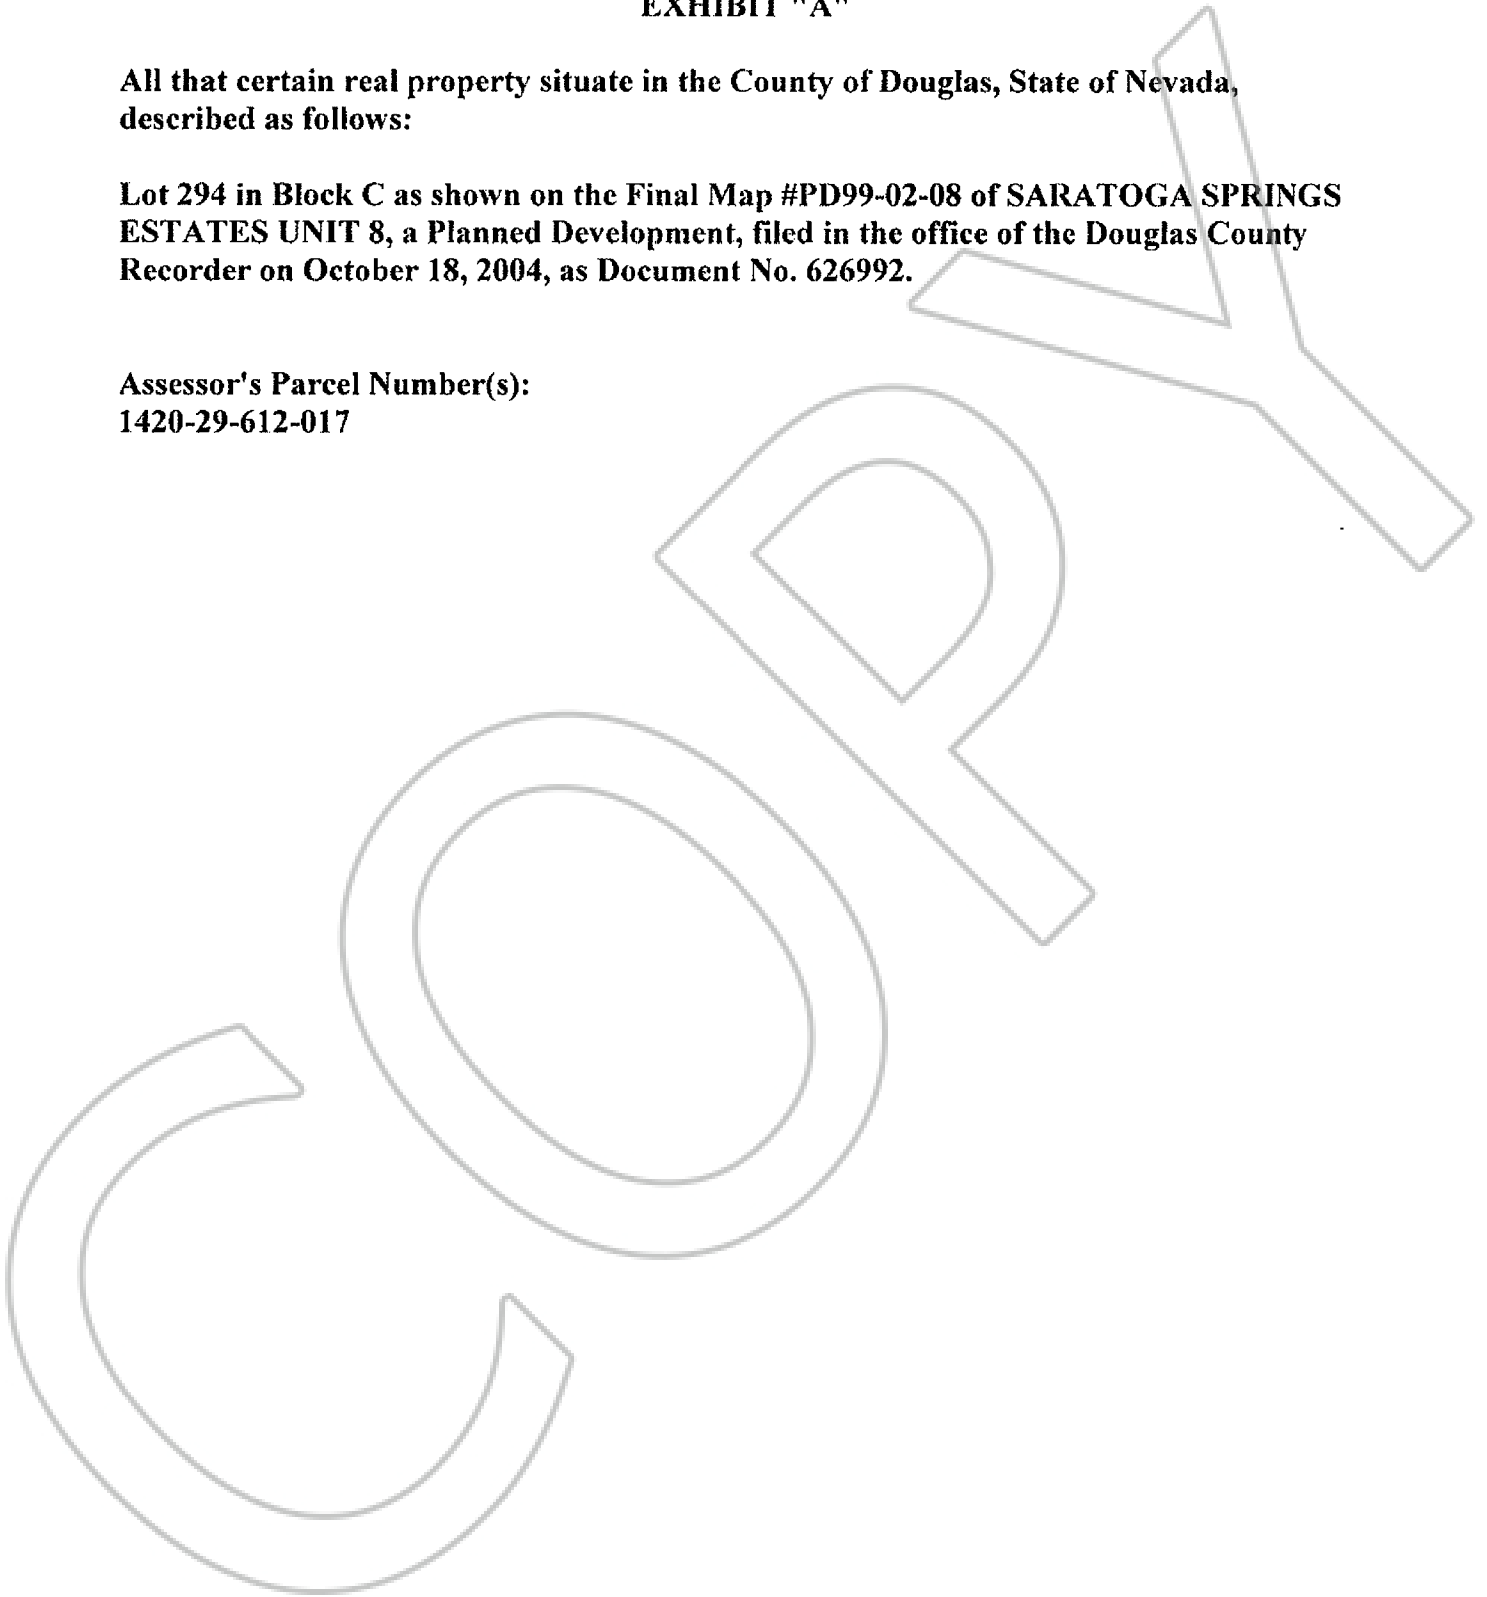 EXHIBIT "A"
All that certain real property situate in the County of Douglas, State of Nevada,
described as follows:
Lot 294 in Block C as shown on the Final Map #PD99-02-08 of SARATOGA SPRINGS
ESTATES UNIT 8, a Planned Development, filed in the office of the Douglas County
Recorder on October 18, 2004, as Document No. 626992.
Assessor's Parcel Number(s):
1420-29-612-017
COPY